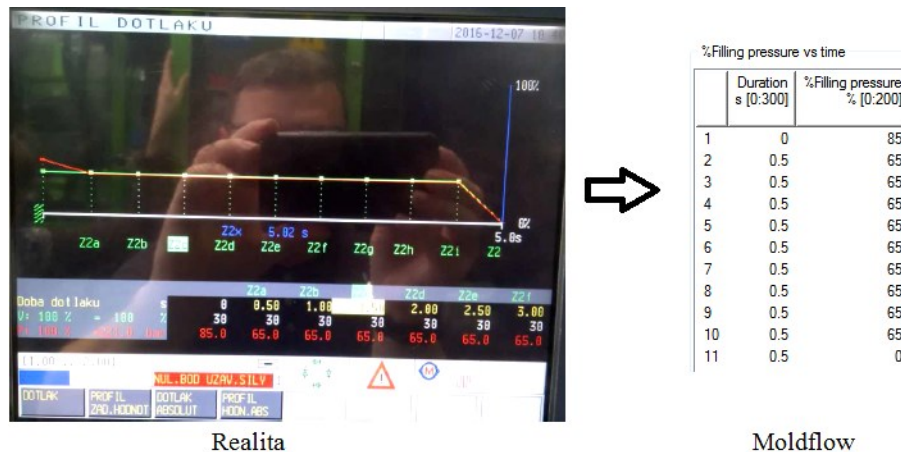 PROFIL DOTLAKU
2016-12-07
100%
0%
5.0s
Z2x 5.02 s
Z2a Z2b Z2d Z2e Z2f Z2g Z2h Z2i Z2
Z2a Z2b Z2d Z2e Z2f
Doba dotlaku s 0 0.50 1.00 2.00 2.50 3.00
V: 100 % = 100 % 30 30 30 30 30 30 30
85.0 65.0 65.0 65.0 65.0 65.0 65.0
NUL.BOD UZAV.SILY
DOTLAK PROFIL ZAD.HODNOT DOTLAK ABSOLUT PROFIL HODN.ABS
Realita
%Filling pressure vs time
Duration s [0:300] %Filling pressure % [0:200]
1 0 85
2 0.5 65
3 0.5 65
4 0.5 65
5 0.5 65
6 0.5 65
7 0.5 65
8 0.5 65
9 0.5 65
10 0.5 65
11 0.5 0
Moldflow